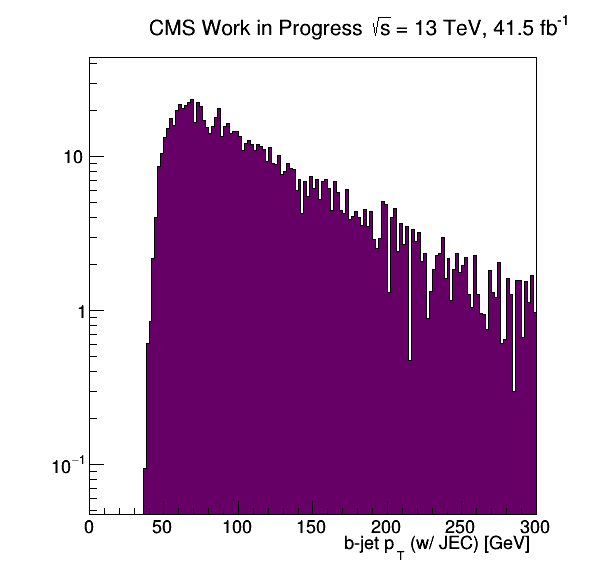 CMS Work in Progress √s = 13 TeV, 41.5 fb⁻¹
10
1
10⁻¹
0 50 100 150 200 250 300
b-jet p_T (w/ JEC) [GeV]